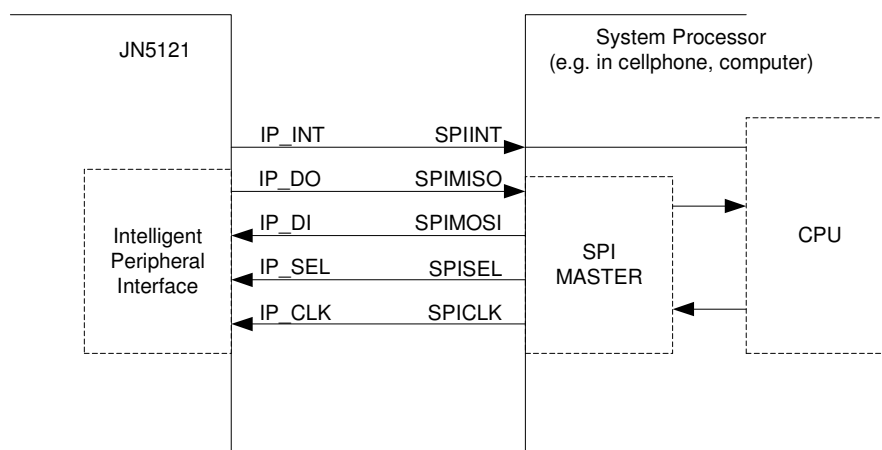 JN5121
System Processor
(e.g. in cellphone, computer)
IP_INT SPIINT
IP_DO SPIMISO
IP_DI SPIMOSI
IP_SEL SPISEL
IP_CLK SPICLK
Intelligent
Peripheral
Interface
SPI
MASTER
CPU